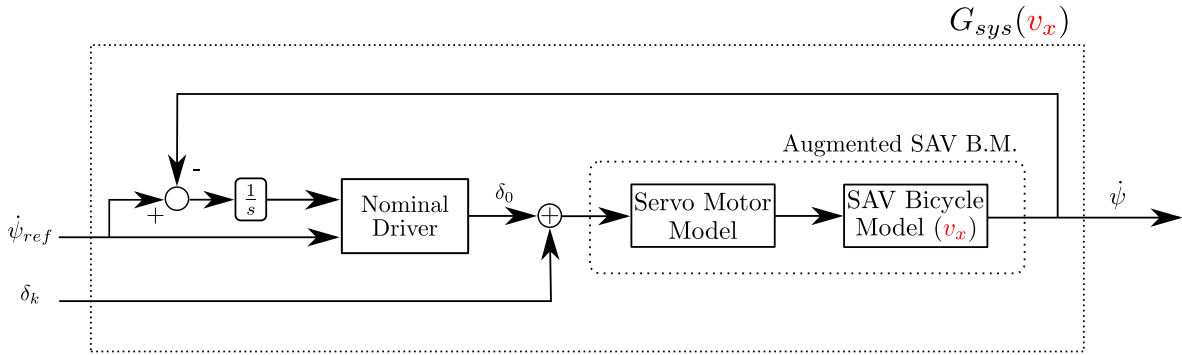 G_{sys}(v_x)
Augmented SAV B.M.
-
+
1
s
Nominal
Driver
δ_0
+
Servo Motor
Model
SAV Bicycle
Model (v_x)
ψ̇
ψ̇_{ref}
δ_k